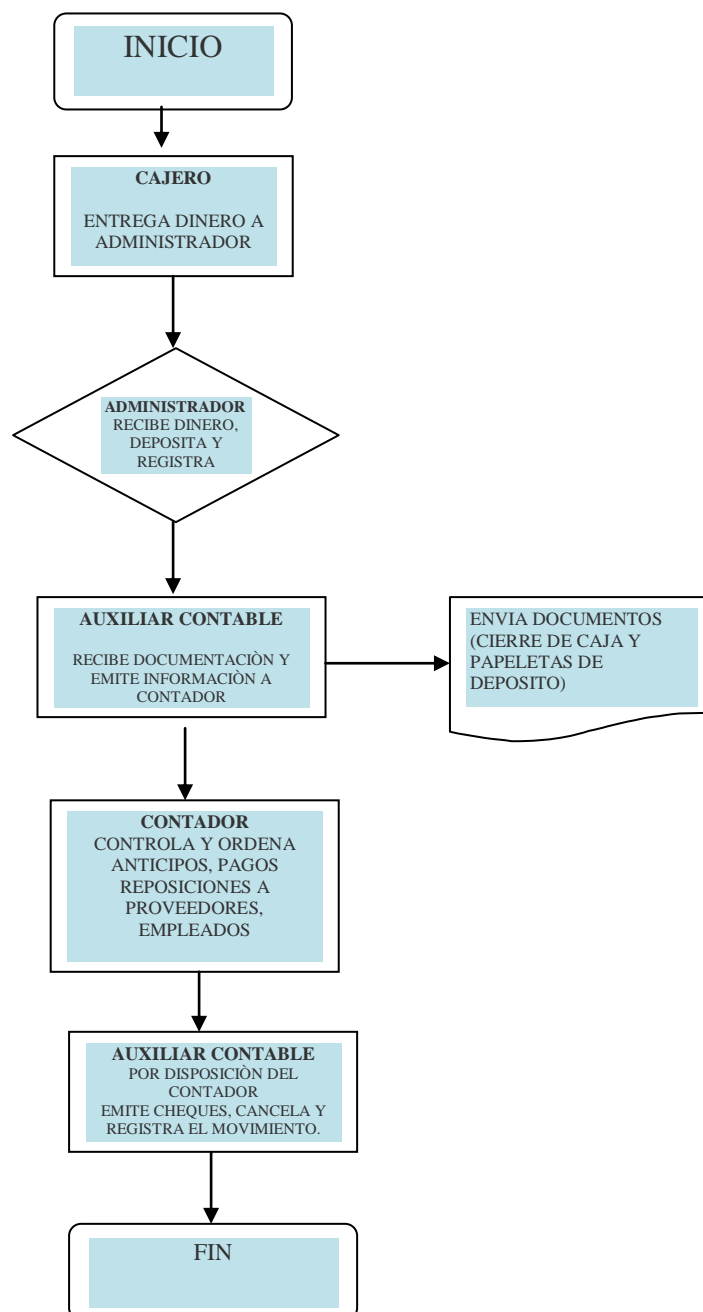 INICIO
CAJERO
ENTREGA DINERO A
ADMINISTRADOR
ADMINISTRADOR
RECIBE DINERO,
DEPOSITA Y
REGISTRA
AUXILIAR CONTABLE
RECIBE DOCUMENTACIÒN Y
EMITE INFORMACIÒN A
CONTADOR
ENVIA DOCUMENTOS
(CIERRE DE CAJA Y
PAPELETAS DE
DEPOSITO)
CONTADOR
CONTROLA Y ORDENA
ANTICIPOS, PAGOS
REPOSICIONES A
PROVEEDORES,
EMPLEADOS
AUXILIAR CONTABLE
POR DISPOSICIÒN DEL
CONTADOR
EMITE CHEQUES, CANCELA Y
REGISTRA EL MOVIMIENTO.
FIN